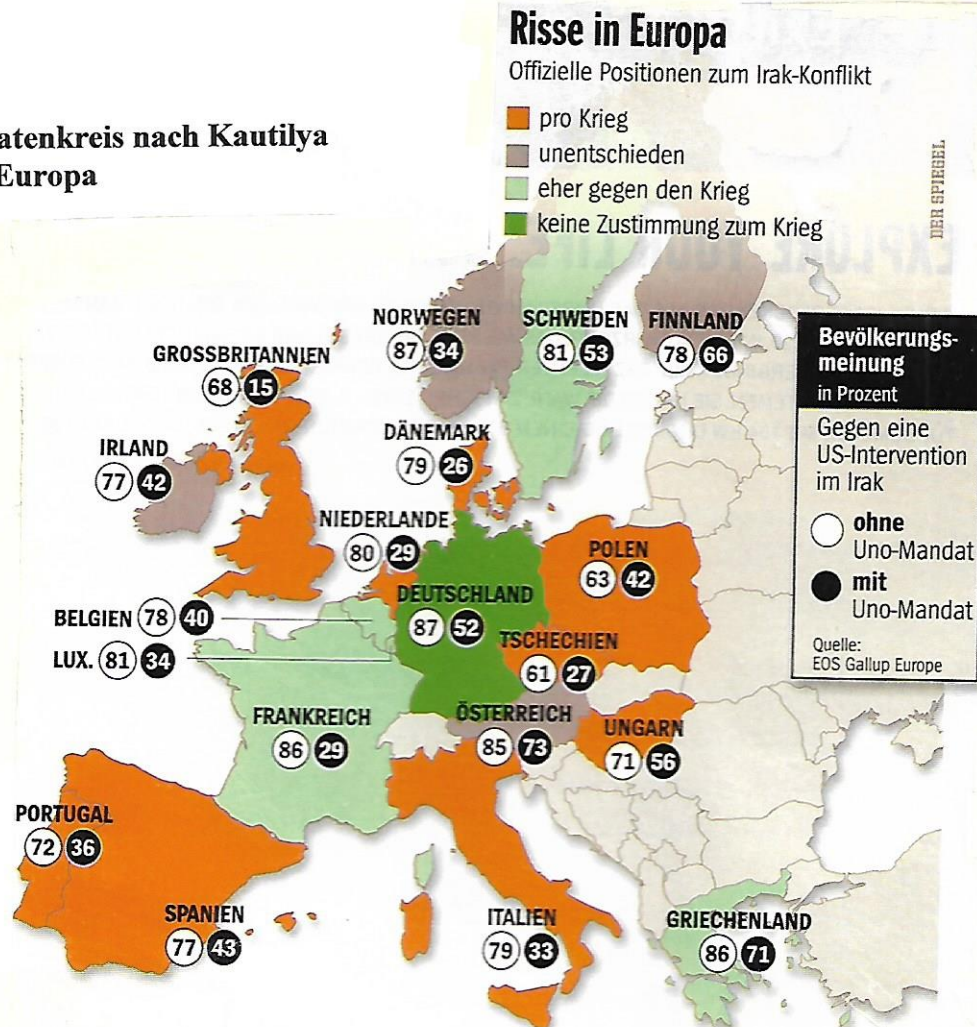 Risse in Europa
Offizielle Positionen zum Irak-Konflikt
pro Krieg
unentschieden
eher gegen den Krieg
keine Zustimmung zum Krieg
DER SPIEGEL
atenkreis nach Kautilya
Europa
NORWEGEN
87 34
SCHWEDEN
81 53
FINNLAND
78 66
GROSSBRITANNIEN
68 15
IRLAND
77 42
DÄNEMARK
79 26
NIEDERLANDE
80 29
POLEN
63 42
DEUTSCHLAND
87 52
BELGIEN 78 40
LUX. 81 34
TSCHECHIEN
61 27
FRANKREICH
86 29
ÖSTERREICH
85 73
UNGARN
71 56
PORTUGAL
72 36
SPANIEN
77 43
ITALIEN
79 33
GRIECHENLAND
86 71
Bevölkerungs-
meinung
in Prozent
Gegen eine
US-Intervention
im Irak
ohne
Uno-Mandat
mit
Uno-Mandat
Quelle:
EOS Gallup Europe